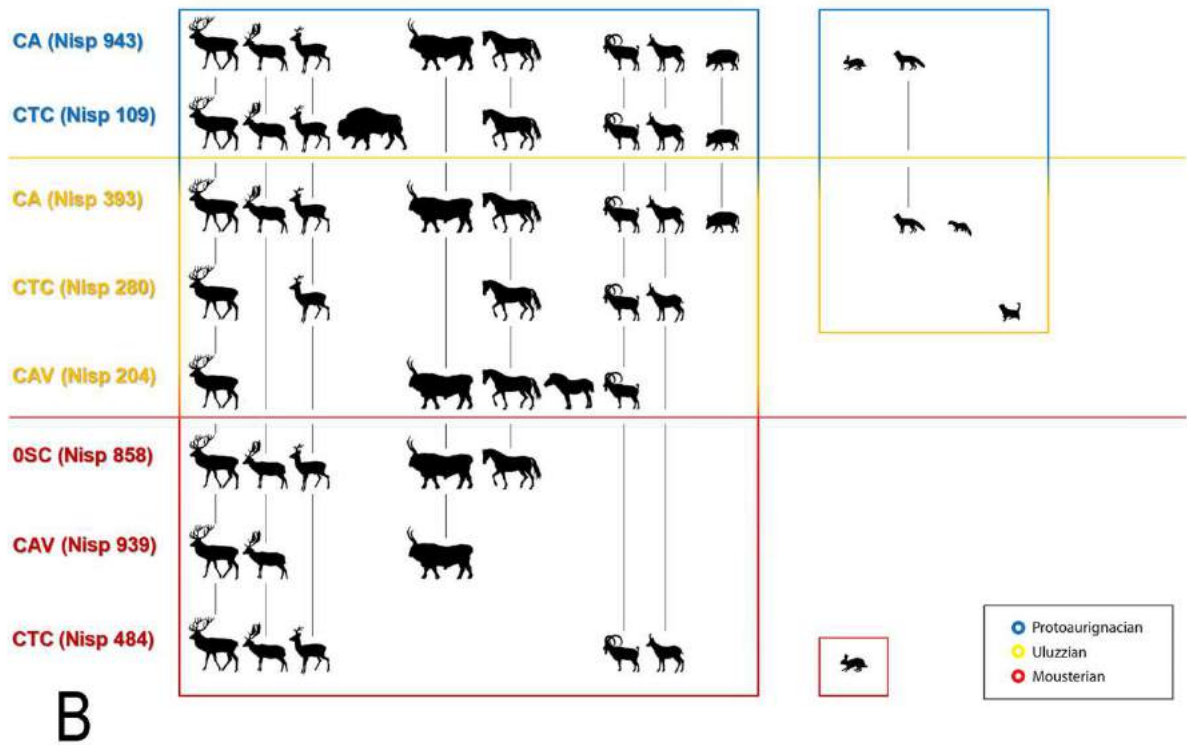 CA (Nisp 943)
CTC (Nisp 109)
CA (Nisp 393)
CTC (Nisp 280)
CAV (Nisp 204)
0SC (Nisp 858)
CAV (Nisp 939)
CTC (Nisp 484)
Protoaurignacian
Uluzzian
Mousterian
B